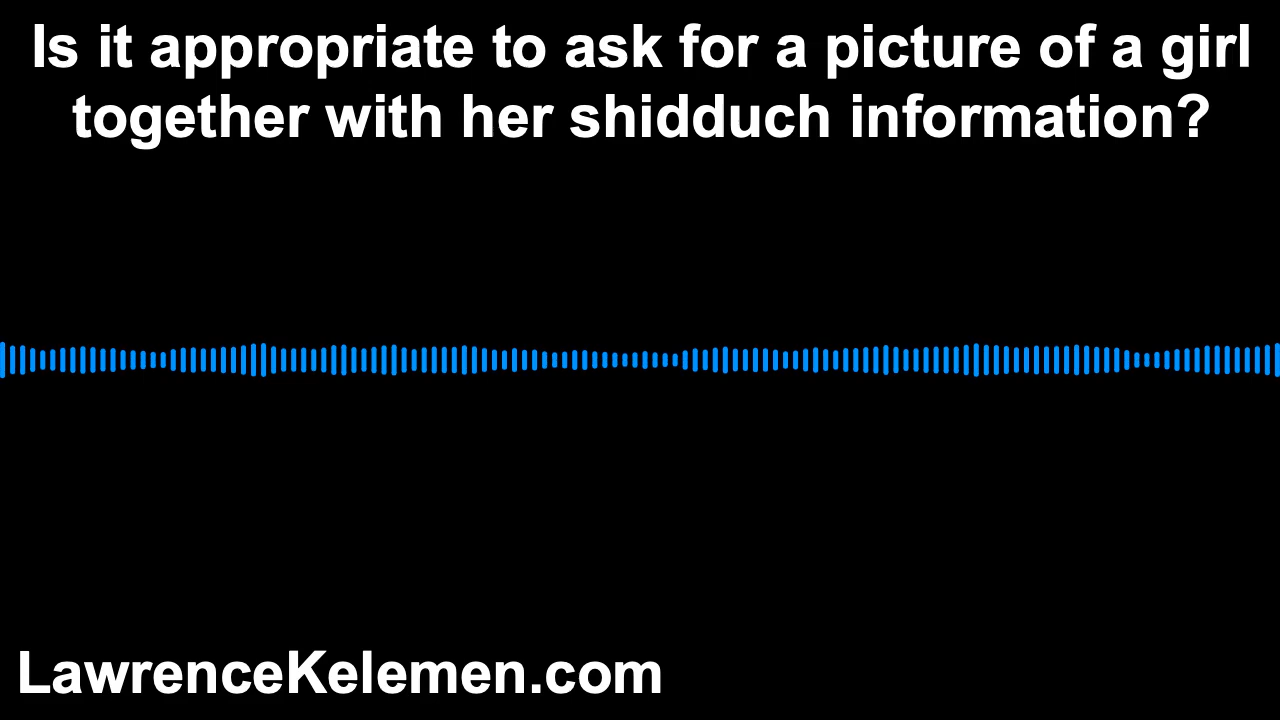 Is it appropriate to ask for a picture of a girl
together with her shidduch information?
LawrenceKelemen.com